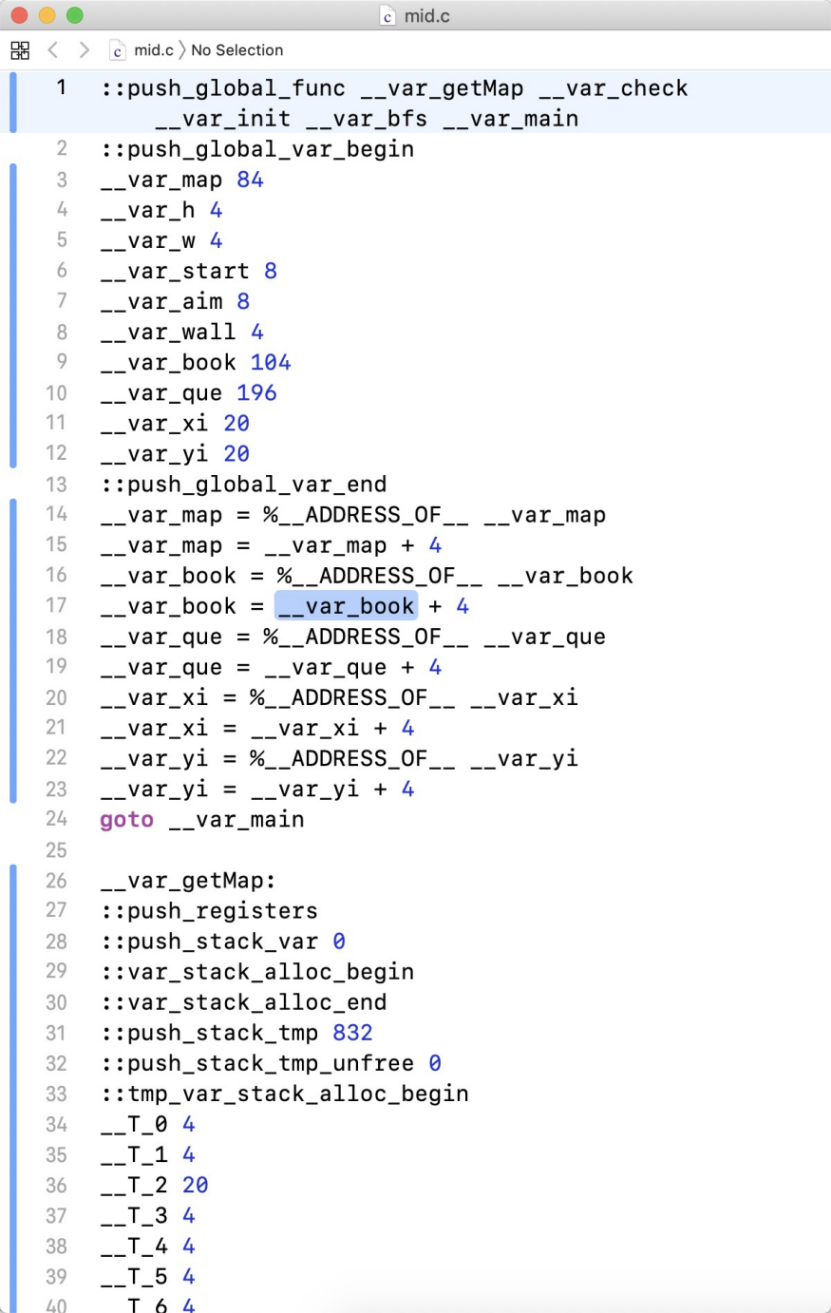 mid.c
mid.c 〉No Selection
1 ::push_global_func __var_getMap __var_check
__var_init __var_bfs __var_main
2 ::push_global_var_begin
3 __var_map 84
4 __var_h 4
5 __var_w 4
6 __var_start 8
7 __var_aim 8
8 __var_wall 4
9 __var_book 104
10 __var_que 196
11 __var_xi 20
12 __var_yi 20
13 ::push_global_var_end
14 __var_map = %__ADDRESS_OF__ __var_map
15 __var_map = __var_map + 4
16 __var_book = %__ADDRESS_OF__ __var_book
17 __var_book = __var_book + 4
18 __var_que = %__ADDRESS_OF__ __var_que
19 __var_que = __var_que + 4
20 __var_xi = %__ADDRESS_OF__ __var_xi
21 __var_xi = __var_xi + 4
22 __var_yi = %__ADDRESS_OF__ __var_yi
23 __var_yi = __var_yi + 4
24 goto __var_main
25
26 __var_getMap:
27 ::push_registers
28 ::push_stack_var 0
29 ::var_stack_alloc_begin
30 ::var_stack_alloc_end
31 ::push_stack_tmp 832
32 ::push_stack_tmp_unfree 0
33 ::tmp_var_stack_alloc_begin
34 __T_0 4
35 __T_1 4
36 __T_2 20
37 __T_3 4
38 __T_4 4
39 __T_5 4
40 __T_6 4